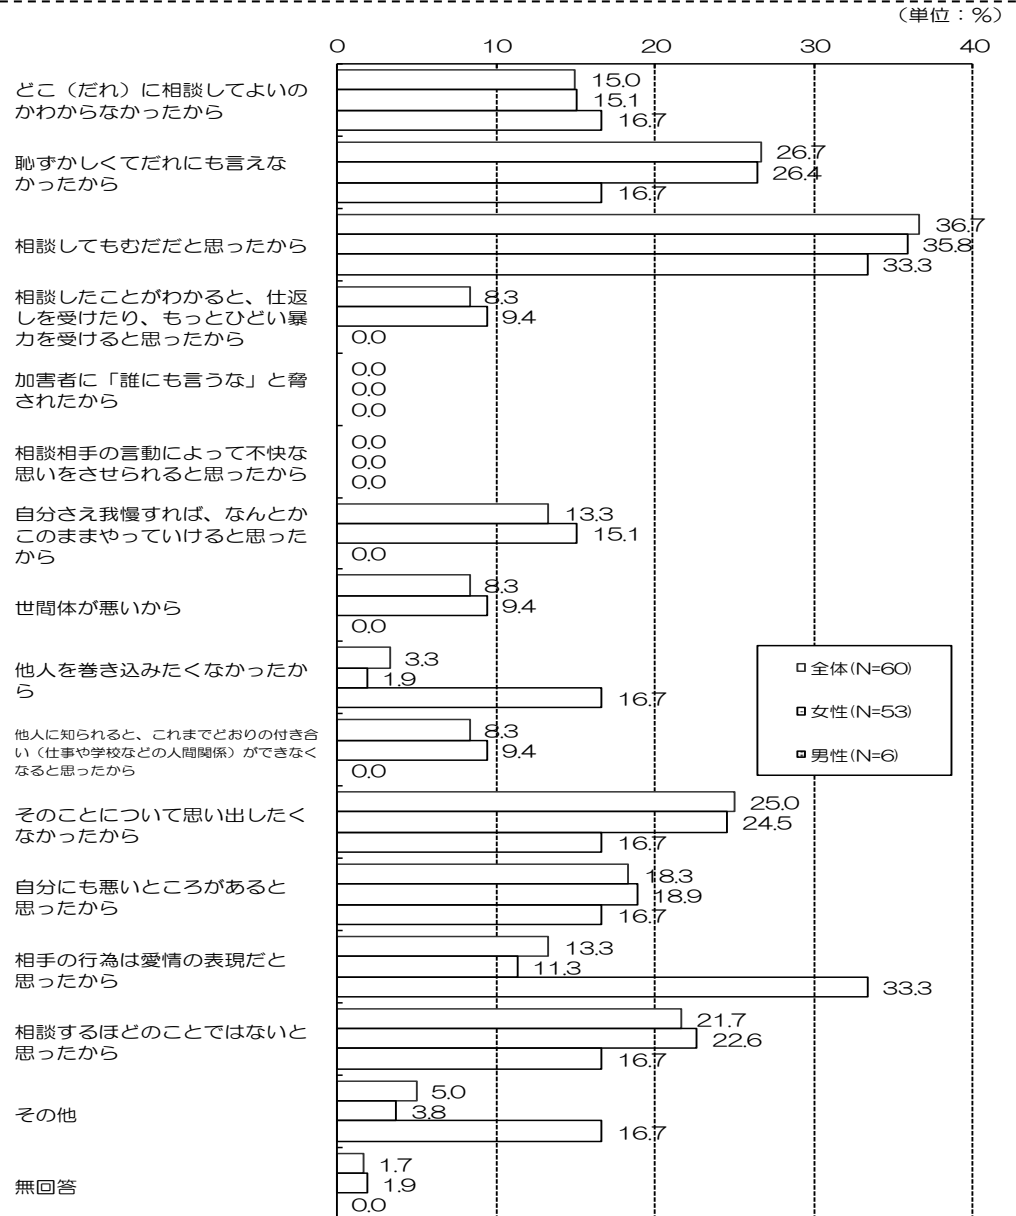 (単位:%)
0 10 20 30 40
どこ(だれ)に相談してよいの
かわからなかったから
15.0
15.1
16.7
恥ずかしくてだれにも言えな
かったから
26.7
26.4
16.7
相談してもむだだと思ったから
36.7
35.8
33.3
相談したことがわかると、仕返
しを受けたり、もっとひどい暴
力を受けると思ったから
8.3
9.4
0.0
加害者に「誰にも言うな」と脅
されたから
0.0
0.0
0.0
相談相手の言動によって不快な
思いをさせられると思ったから
0.0
0.0
0.0
自分さえ我慢すれば、なんとか
このままやっていけると思った
から
13.3
15.1
0.0
世間体が悪いから
8.3
9.4
0.0
他人を巻き込みたくなかったか
ら
3.3
1.9
16.7
他人に知られると、これまでどおりの付き合
い(仕事や学校などの人間関係)ができなく
なると思ったから
8.3
9.4
0.0
そのことについて思い出したく
なかったから
25.0
24.5
16.7
自分にも悪いところがあると
思ったから
18.3
18.9
16.7
相手の行為は愛情の表現だと
思ったから
13.3
11.3
33.3
相談するほどのことではないと
思ったから
21.7
22.6
16.7
その他
5.0
3.8
16.7
無回答
1.7
1.9
0.0
全体(N=60)
女性(N=53)
男性(N=6)